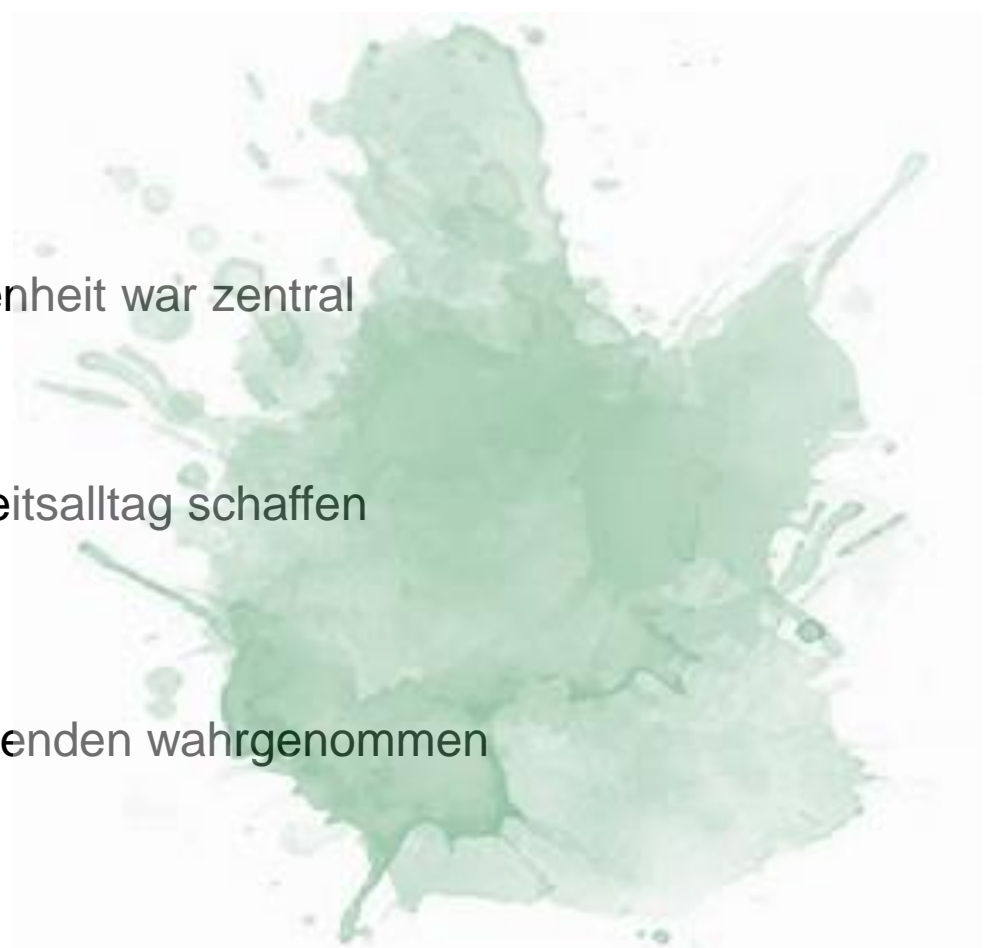 enheit war zentral
eitsalltag schaffen
enden wahrgenommen